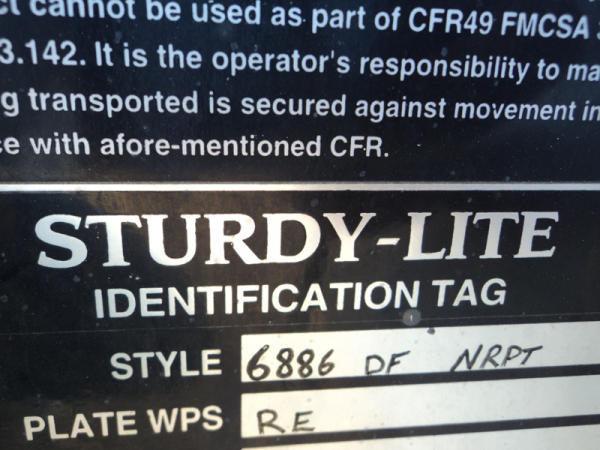 cannot be used as part of CFR49 FMCSA
3.142. It is the operator's responsibility to ma
g transported is secured against movement in
ce with afore-mentioned CFR.
STURDY-LITE
IDENTIFICATION TAG
STYLE 6886 DF NRPT
PLATE WPS RE